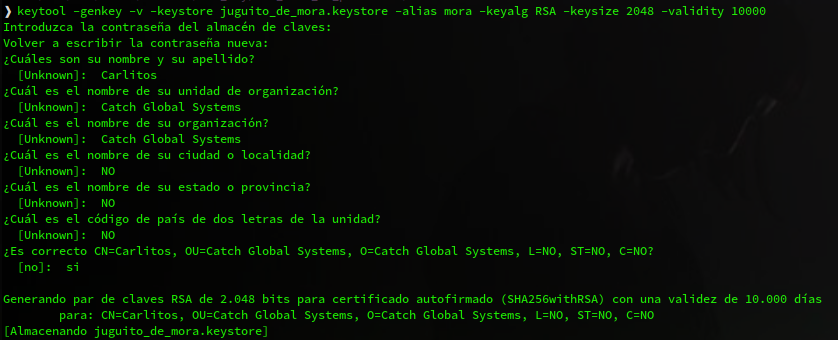 ❯ keytool -genkey -v -keystore juguito_de_mora.keystore -alias mora -keyalg RSA -keysize 2048 -validity 10000
Introduzca la contraseña del almacén de claves:
Volver a escribir la contraseña nueva:
¿Cuáles son su nombre y su apellido?
  [Unknown]:  Carlitos
¿Cuál es el nombre de su unidad de organización?
  [Unknown]:  Catch Global Systems
¿Cuál es el nombre de su organización?
  [Unknown]:  Catch Global Systems
¿Cuál es el nombre de su ciudad o localidad?
  [Unknown]:  NO
¿Cuál es el nombre de su estado o provincia?
  [Unknown]:  NO
¿Cuál es el código de país de dos letras de la unidad?
  [Unknown]:  NO
¿Es correcto CN=Carlitos, OU=Catch Global Systems, O=Catch Global Systems, L=NO, ST=NO, C=NO?
  [no]:  si

Generando par de claves RSA de 2.048 bits para certificado autofirmado (SHA256withRSA) con una validez de 10.000 días
        para: CN=Carlitos, OU=Catch Global Systems, O=Catch Global Systems, L=NO, ST=NO, C=NO
[Almacenando juguito_de_mora.keystore]